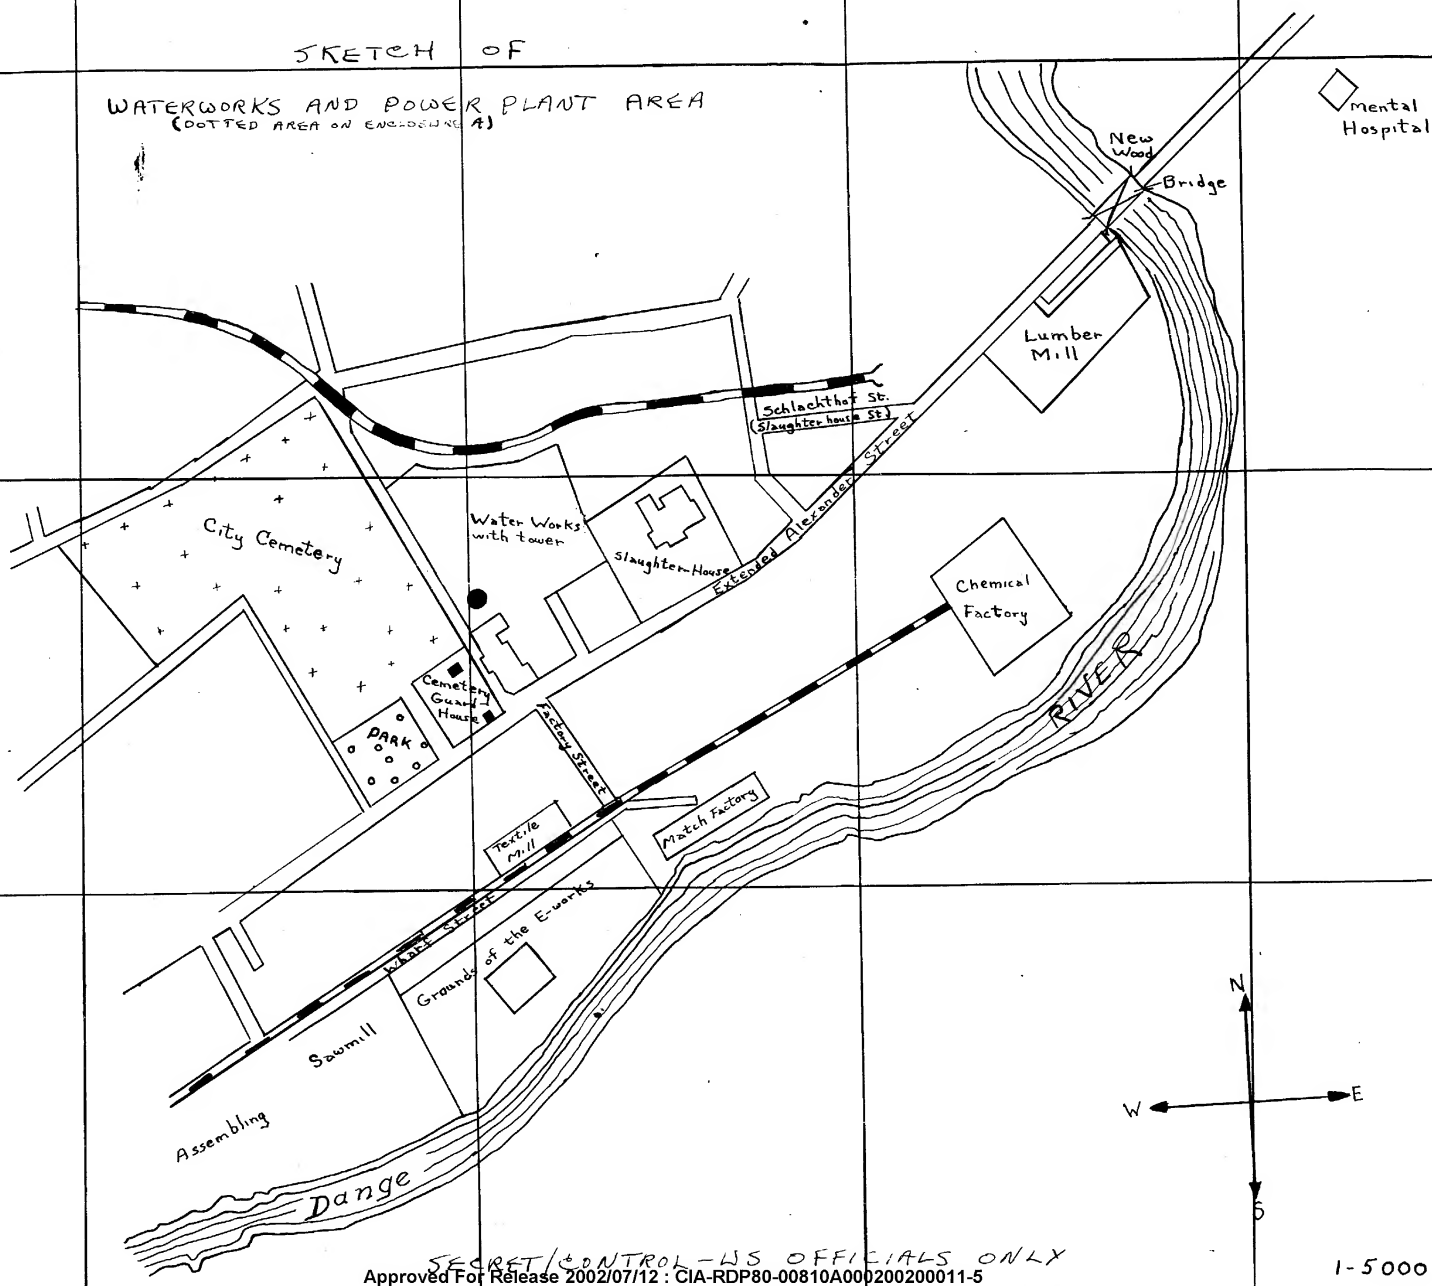 SKETCH OF
WATERWORKS AND POWER PLANT AREA
(DOTTED AREA ON ENCLOSURE A)
Mental
Hospital
New
Wood
Bridge
Lumber
Mill
Schlachthof St.
(Slaughterhouse St)
Extended Alexander Street
City Cemetery
Water Works
with tower
Slaughter-House
Chemical
Factory
RIVER
Cemetery
Guard
House
PARK
Factory Street
Textile
Mill
Match Factory
Wharf Street
Grounds of the E-works
Sawmill
Assembling
Dange
N
W
E
S
SECRET/CONTROL-US OFFICIALS ONLY
Approved For Release 2002/07/12 : CIA-RDP80-00810A000200200011-5
1-5000